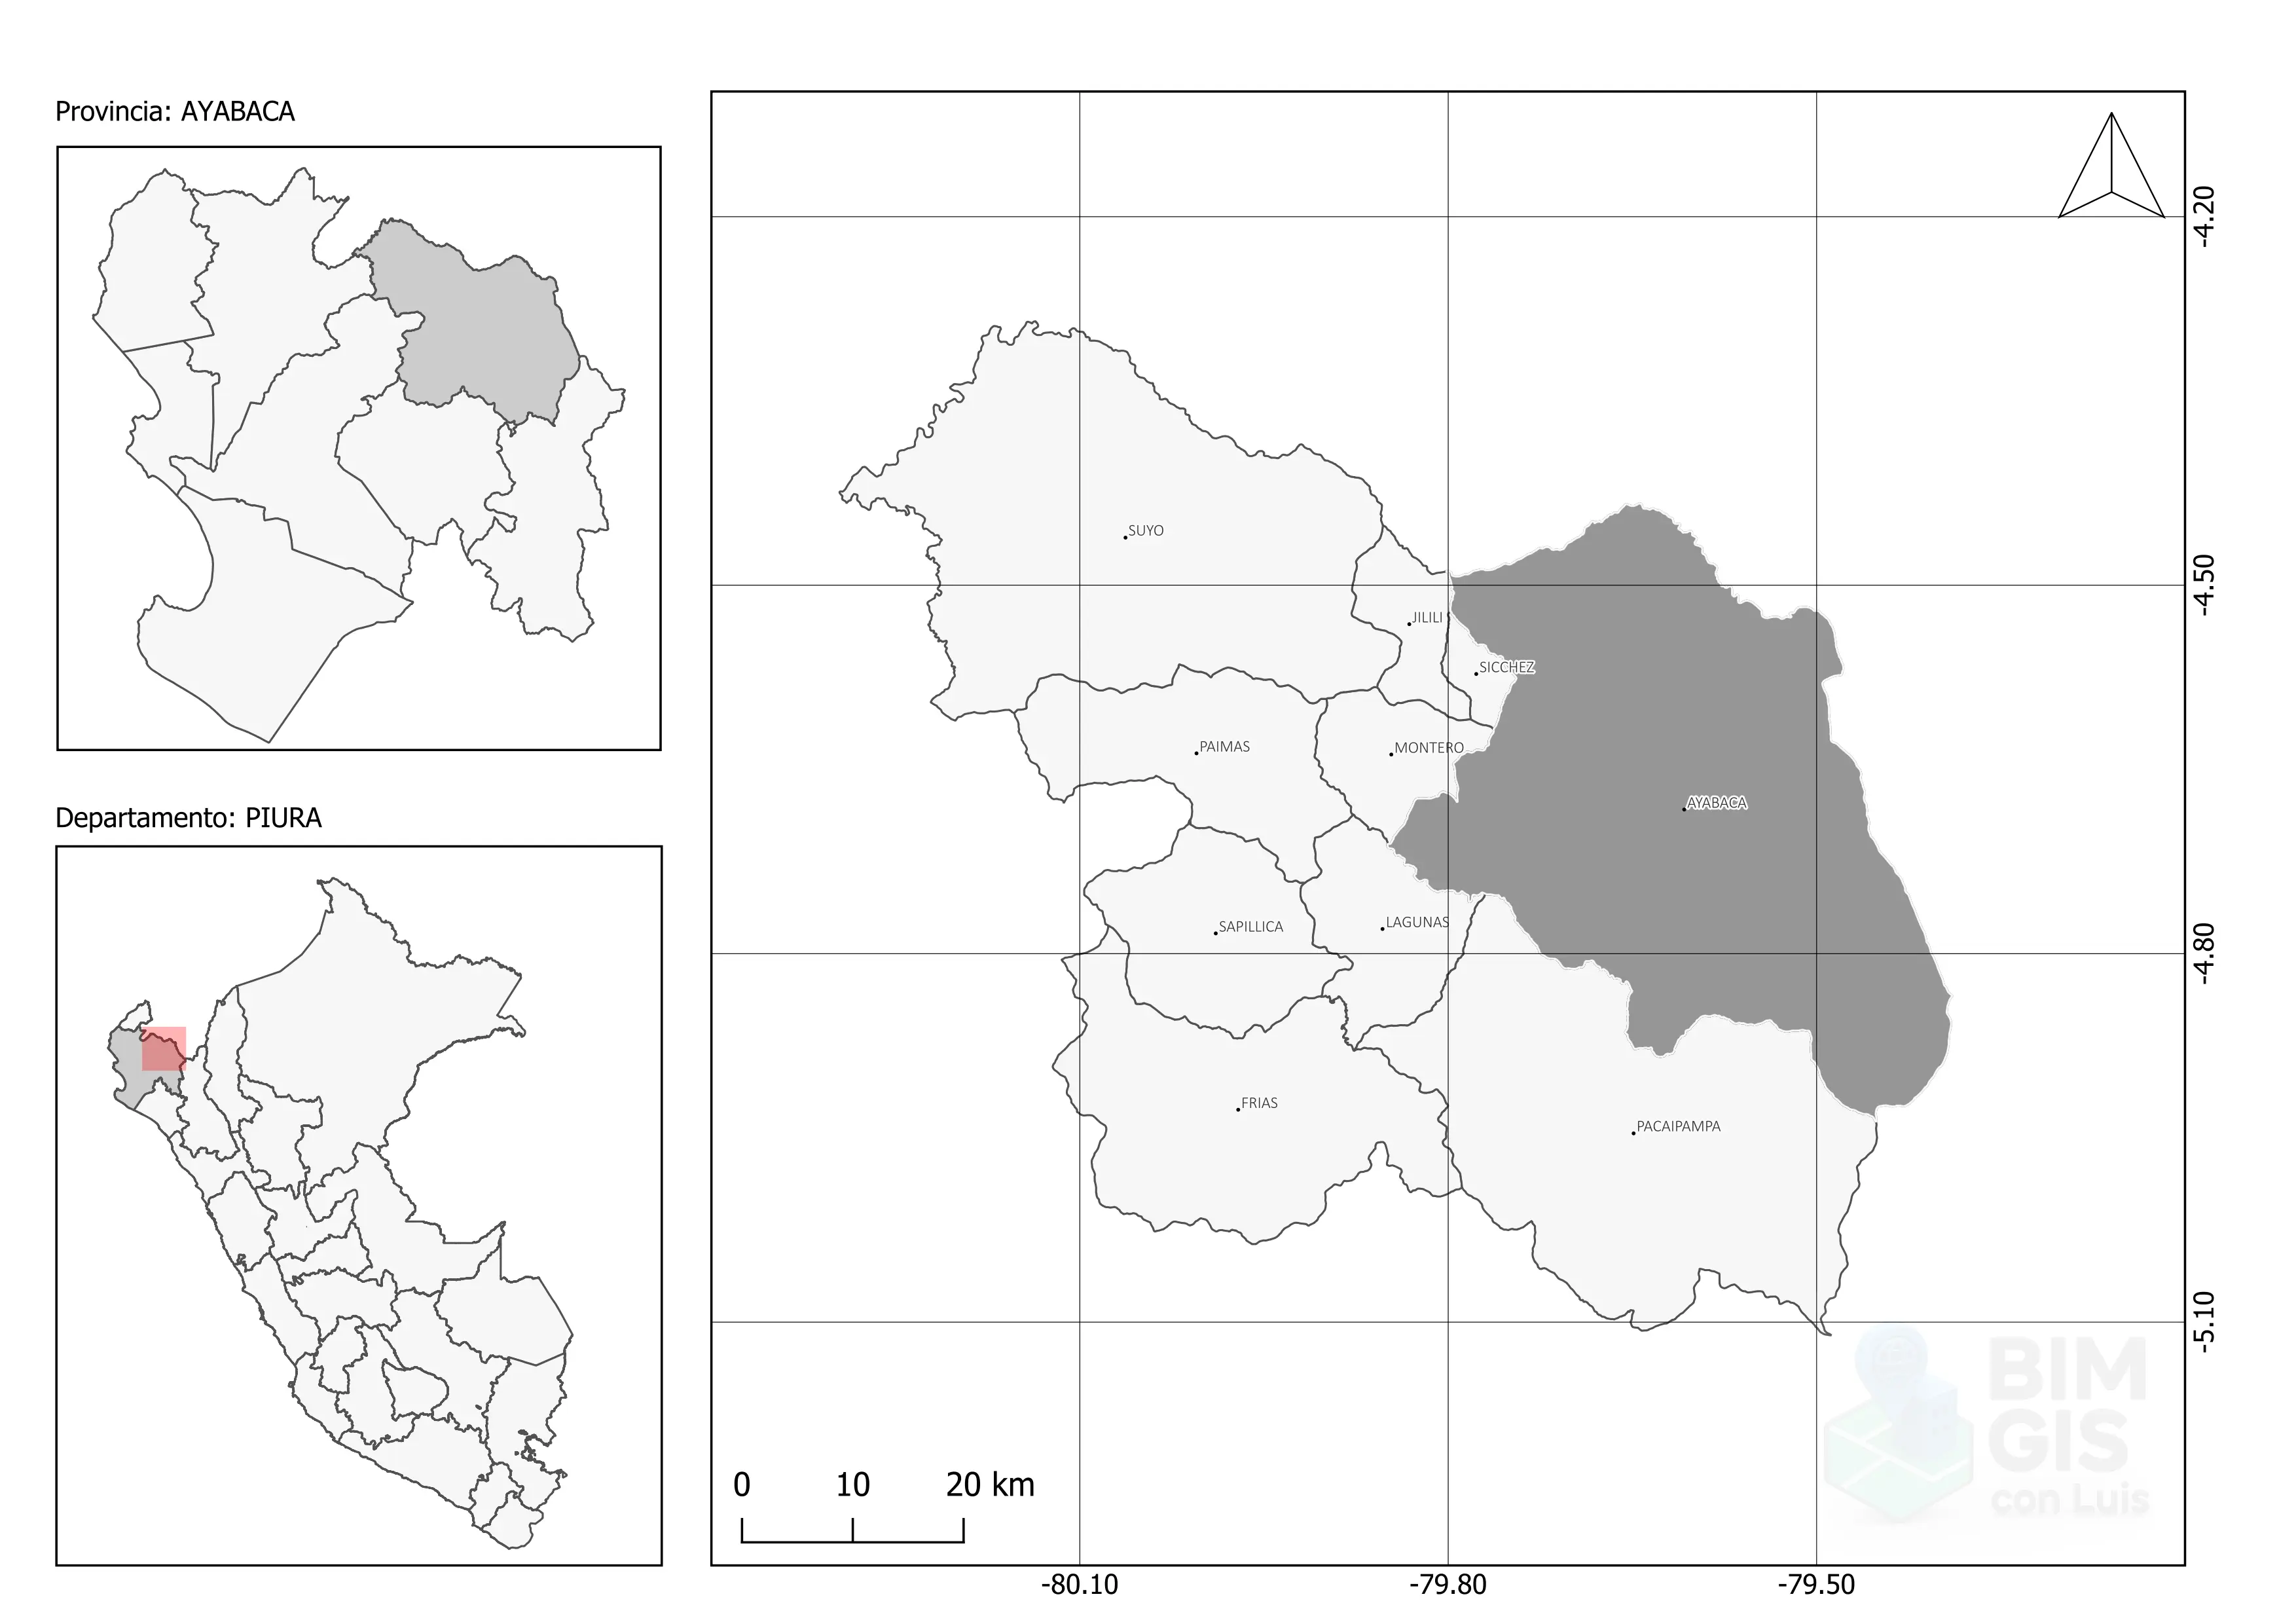 Provincia: AYABACA
Departamento: PIURA
SUYO
JILILI
SICCHEZ
PAIMAS
MONTERO
AYABACA
SAPILLICA
LAGUNAS
FRIAS
PACAIPAMPA
-4.20
-4.50
-4.80
-5.10
0 10 20 km
BIM
GIS
con Luis
-80.10 -79.80 -79.50